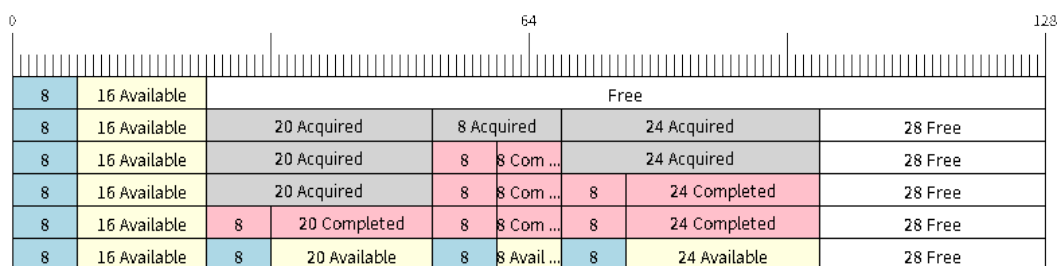 0 64 128
8 16 Available Free
8 16 Available 20 Acquired 8 Acquired 24 Acquired 28 Free
8 16 Available 20 Acquired 8 8 Com ... 24 Acquired 28 Free
8 16 Available 20 Acquired 8 8 Com ... 8 24 Completed 28 Free
8 16 Available 8 20 Completed 8 8 Com ... 8 24 Completed 28 Free
8 16 Available 8 20 Available 8 8 Avail ... 8 24 Available 28 Free